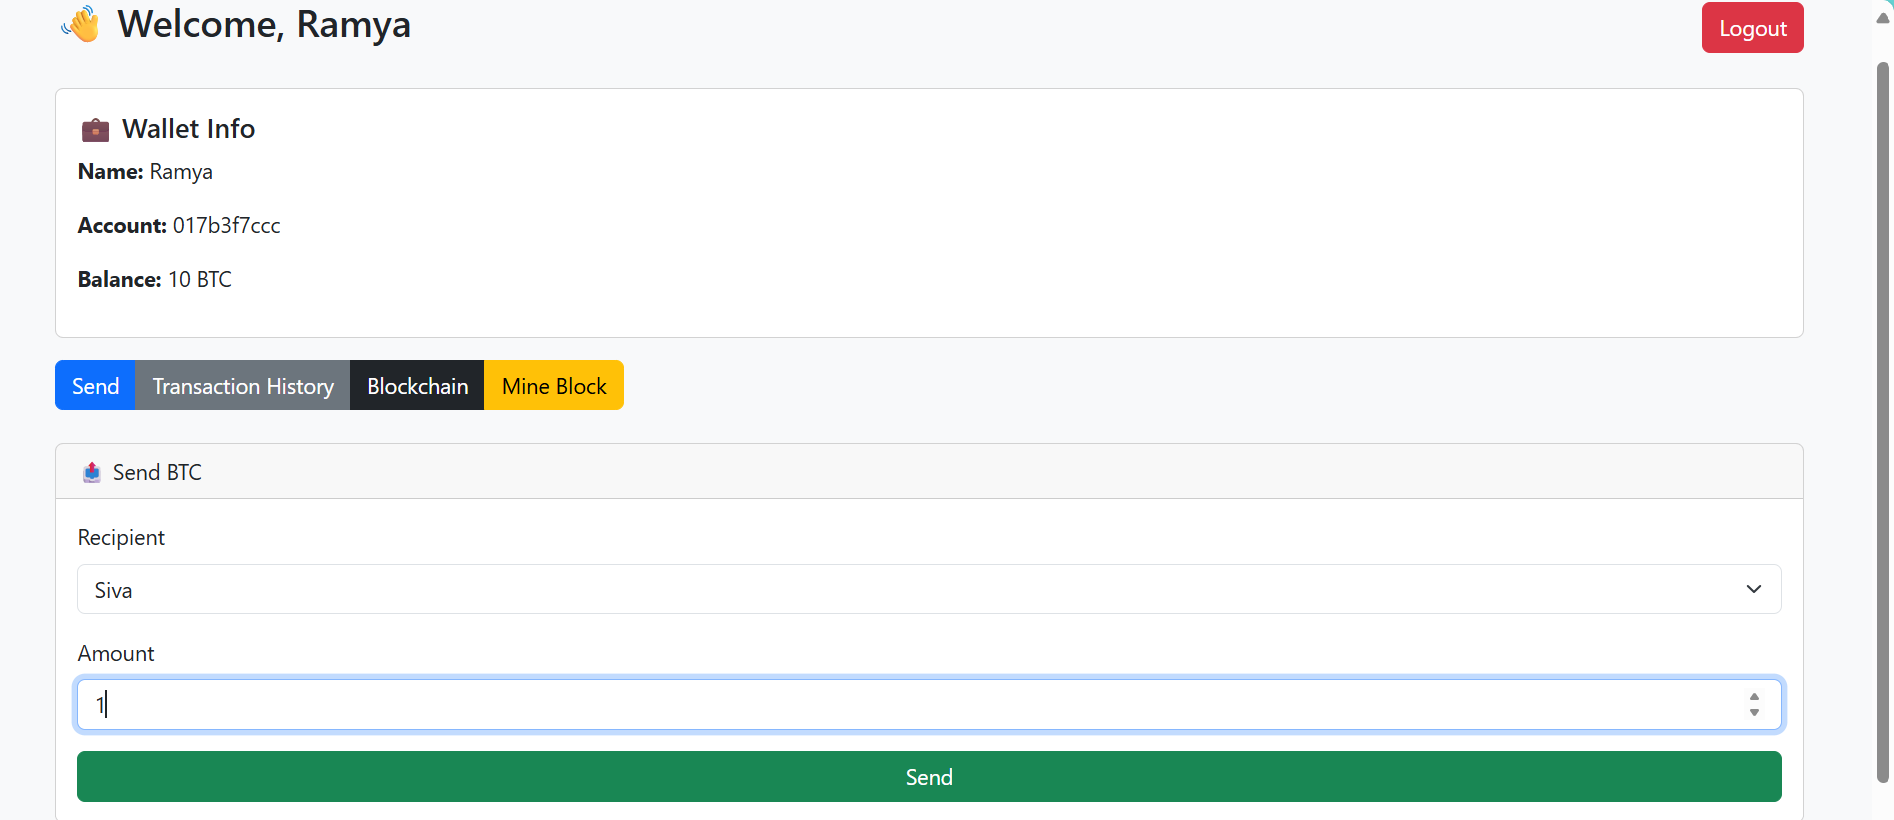 👋 Welcome, Ramya
Logout
💼 Wallet Info
Name: Ramya
Account: 017b3f7ccc
Balance: 10 BTC
Send Transaction History Blockchain Mine Block
📤 Send BTC
Recipient
Siva
Amount
1
Send